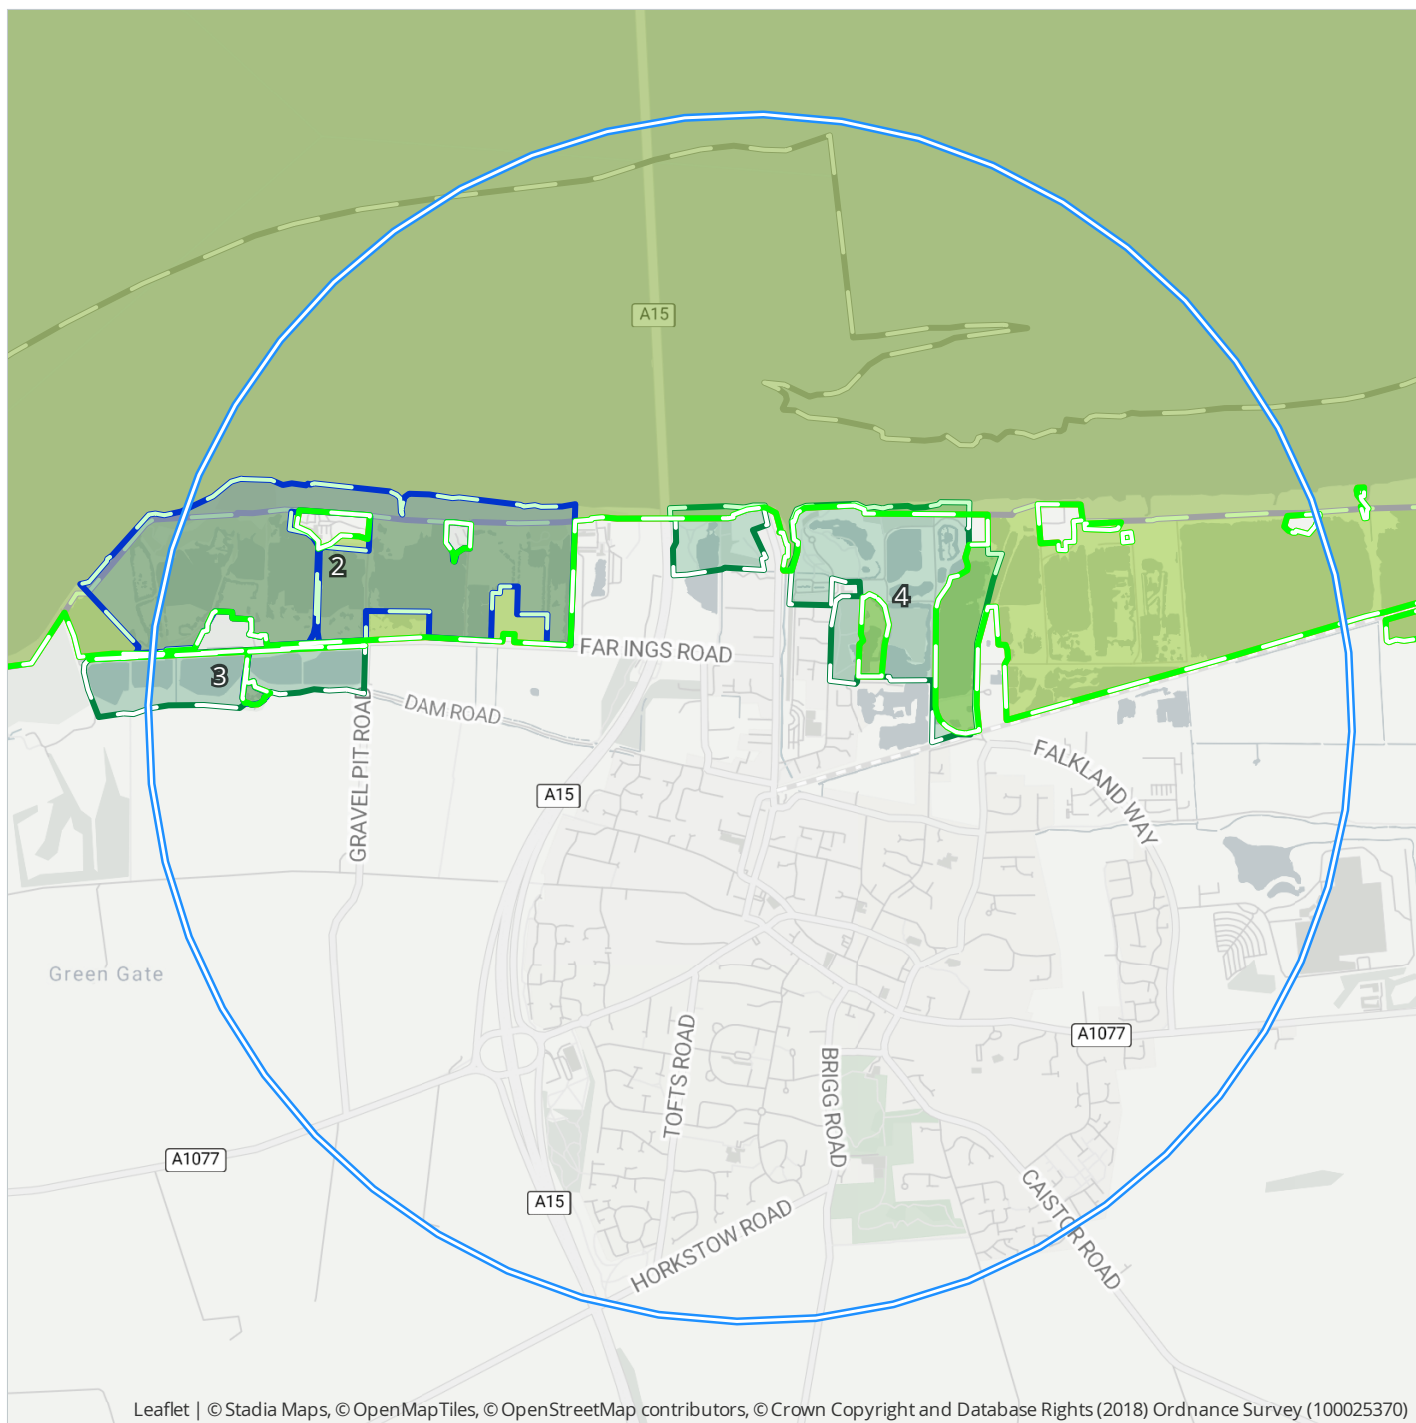 A15
2
4
3
FAR INGS ROAD
DAM ROAD
GRAVEL PIT ROAD
A15
FALKLAND WAY
Green Gate
A1077
TOFTS ROAD
BRIGG ROAD
A1077
A15
CAISTOR ROAD
HORKSTOW ROAD
Leaflet | © Stadia Maps, © OpenMapTiles, © OpenStreetMap contributors, © Crown Copyright and Database Rights (2018) Ordnance Survey (100025370)